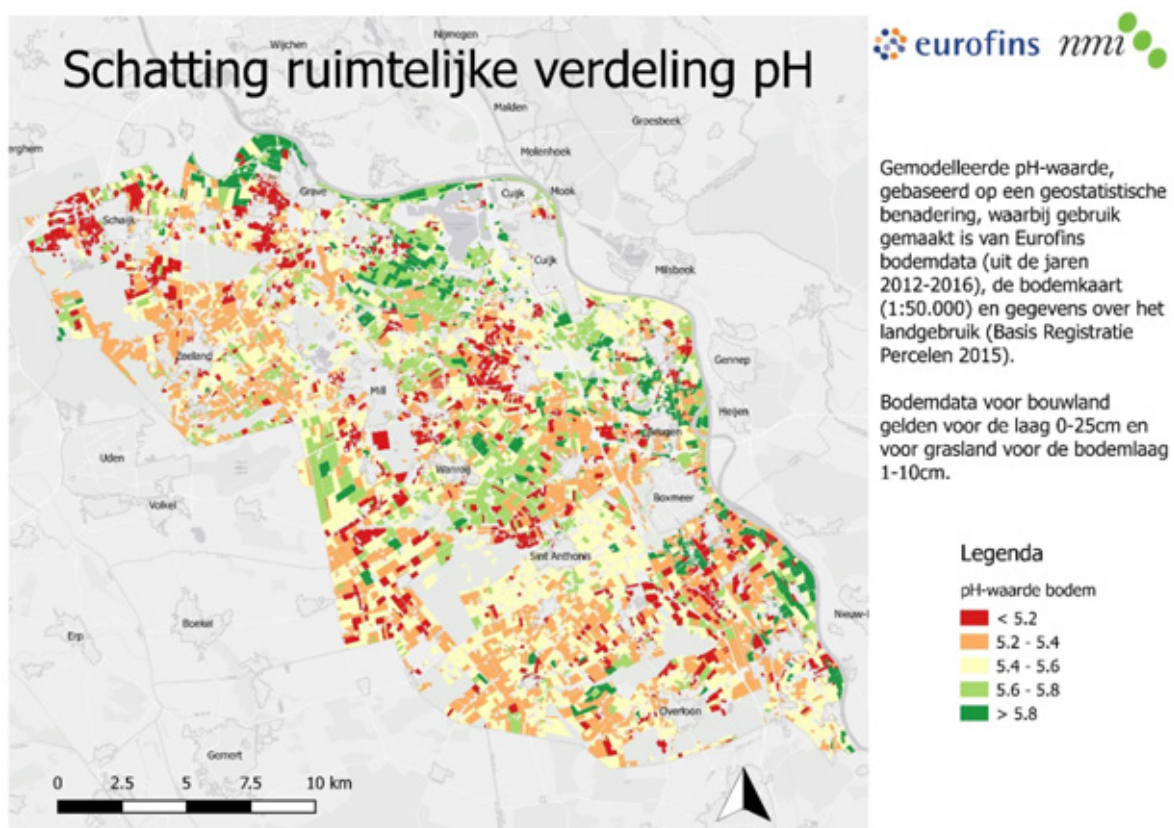 Schatting ruimtelijke verdeling pH
eurofins nmi
Gemodelleerde pH-waarde,
gebaseerd op een geostatistische
benadering, waarbij gebruik
gemaakt is van Eurofins
bodemdata (uit de jaren
2012-2016), de bodemkaart
(1:50.000) en gegevens over het
landgebruik (Basis Registratie
Percelen 2015).
Bodemdata voor bouwland
gelden voor de laag 0-25cm en
voor grasland voor de bodemlaag
1-10cm.
Legenda
pH-waarde bodem
< 5.2
5.2 - 5.4
5.4 - 5.6
5.6 - 5.8
> 5.8
Nijmegen
Wijchen
Malden
Groesbeek
Molenhoek
erghem
Grave
Cuijk
Mook
Schaijk
Cuijk
Milsbeek
Zeeland
Gennep
Mill
Heijen
Beugen
Uden
Wanroij
Volkel
Boxmeer
Sint Anthonis
Nieuw-
Boekel
Erp
Overloon
Gemert
0 2.5 5 7.5 10 km